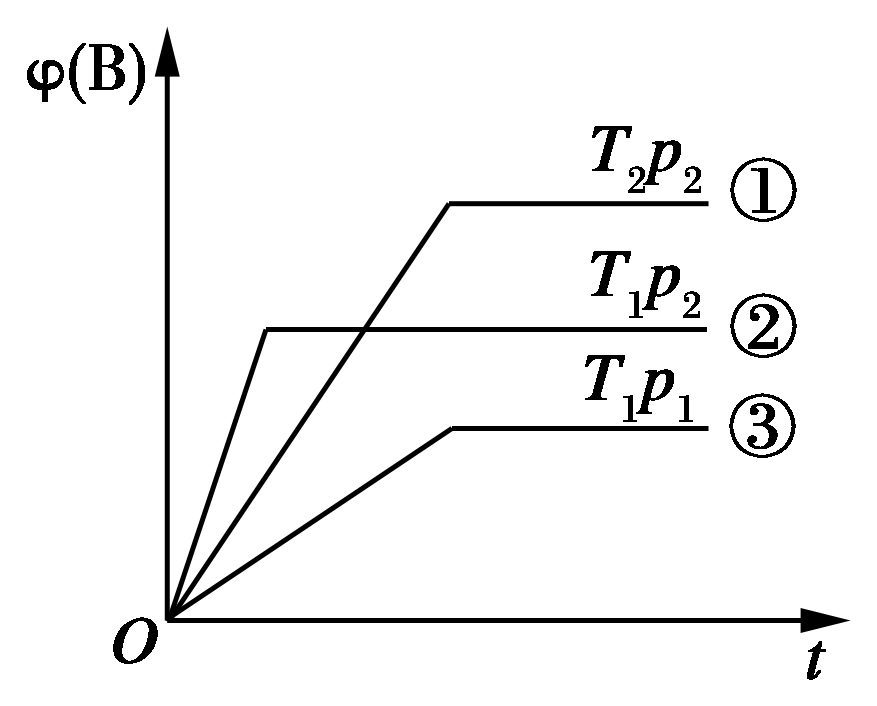 φ(B)
T₂p₂ ①
T₁p₂ ②
T₁p₁ ③
O
t